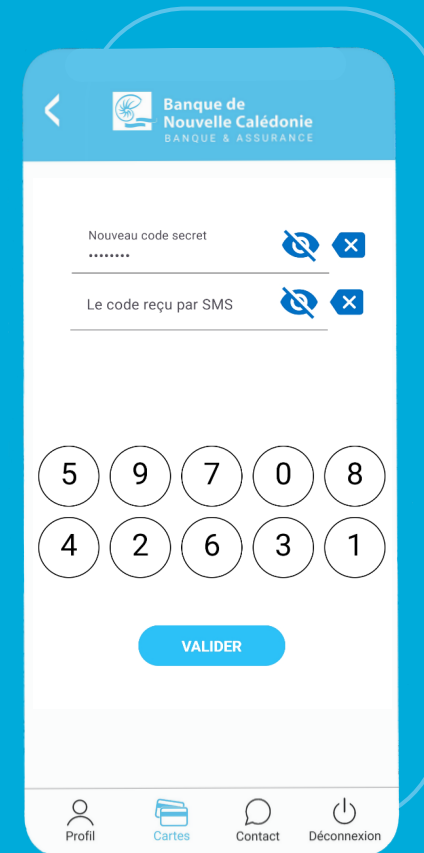 Banque de
Nouvelle Calédonie
BANQUE & ASSURANCE
Nouveau code secret
••••••••
Le code reçu par SMS
5 9 7 0 8
4 2 6 3 1
VALIDER
Profil Cartes Contact Déconnexion